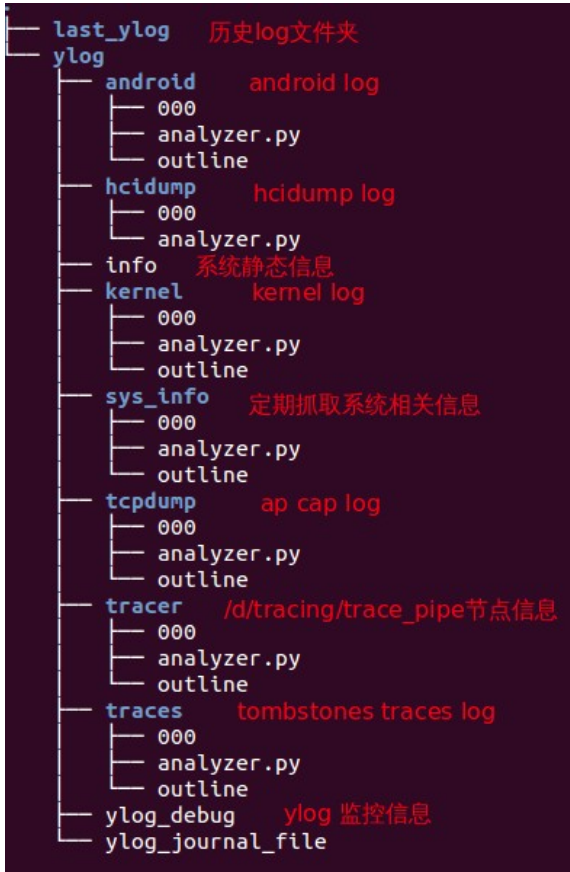 .
├── last_ylog 历史log文件夹
└── ylog
    ├── android android log
    │   ├── 000
    │   ├── analyzer.py
    │   └── outline
    ├── hcidump hcidump log
    │   ├── 000
    │   └── analyzer.py
    ├── info 系统静态信息
    ├── kernel kernel log
    │   ├── 000
    │   ├── analyzer.py
    │   └── outline
    ├── sys_info 定期抓取系统相关信息
    │   ├── 000
    │   ├── analyzer.py
    │   └── outline
    ├── tcpdump ap cap log
    │   ├── 000
    │   ├── analyzer.py
    │   └── outline
    ├── tracer /d/tracing/trace_pipe节点信息
    │   ├── 000
    │   ├── analyzer.py
    │   └── outline
    ├── traces tombstones traces log
    │   ├── 000
    │   ├── analyzer.py
    │   └── outline
    ├── ylog_debug ylog 监控信息
    └── ylog_journal_file